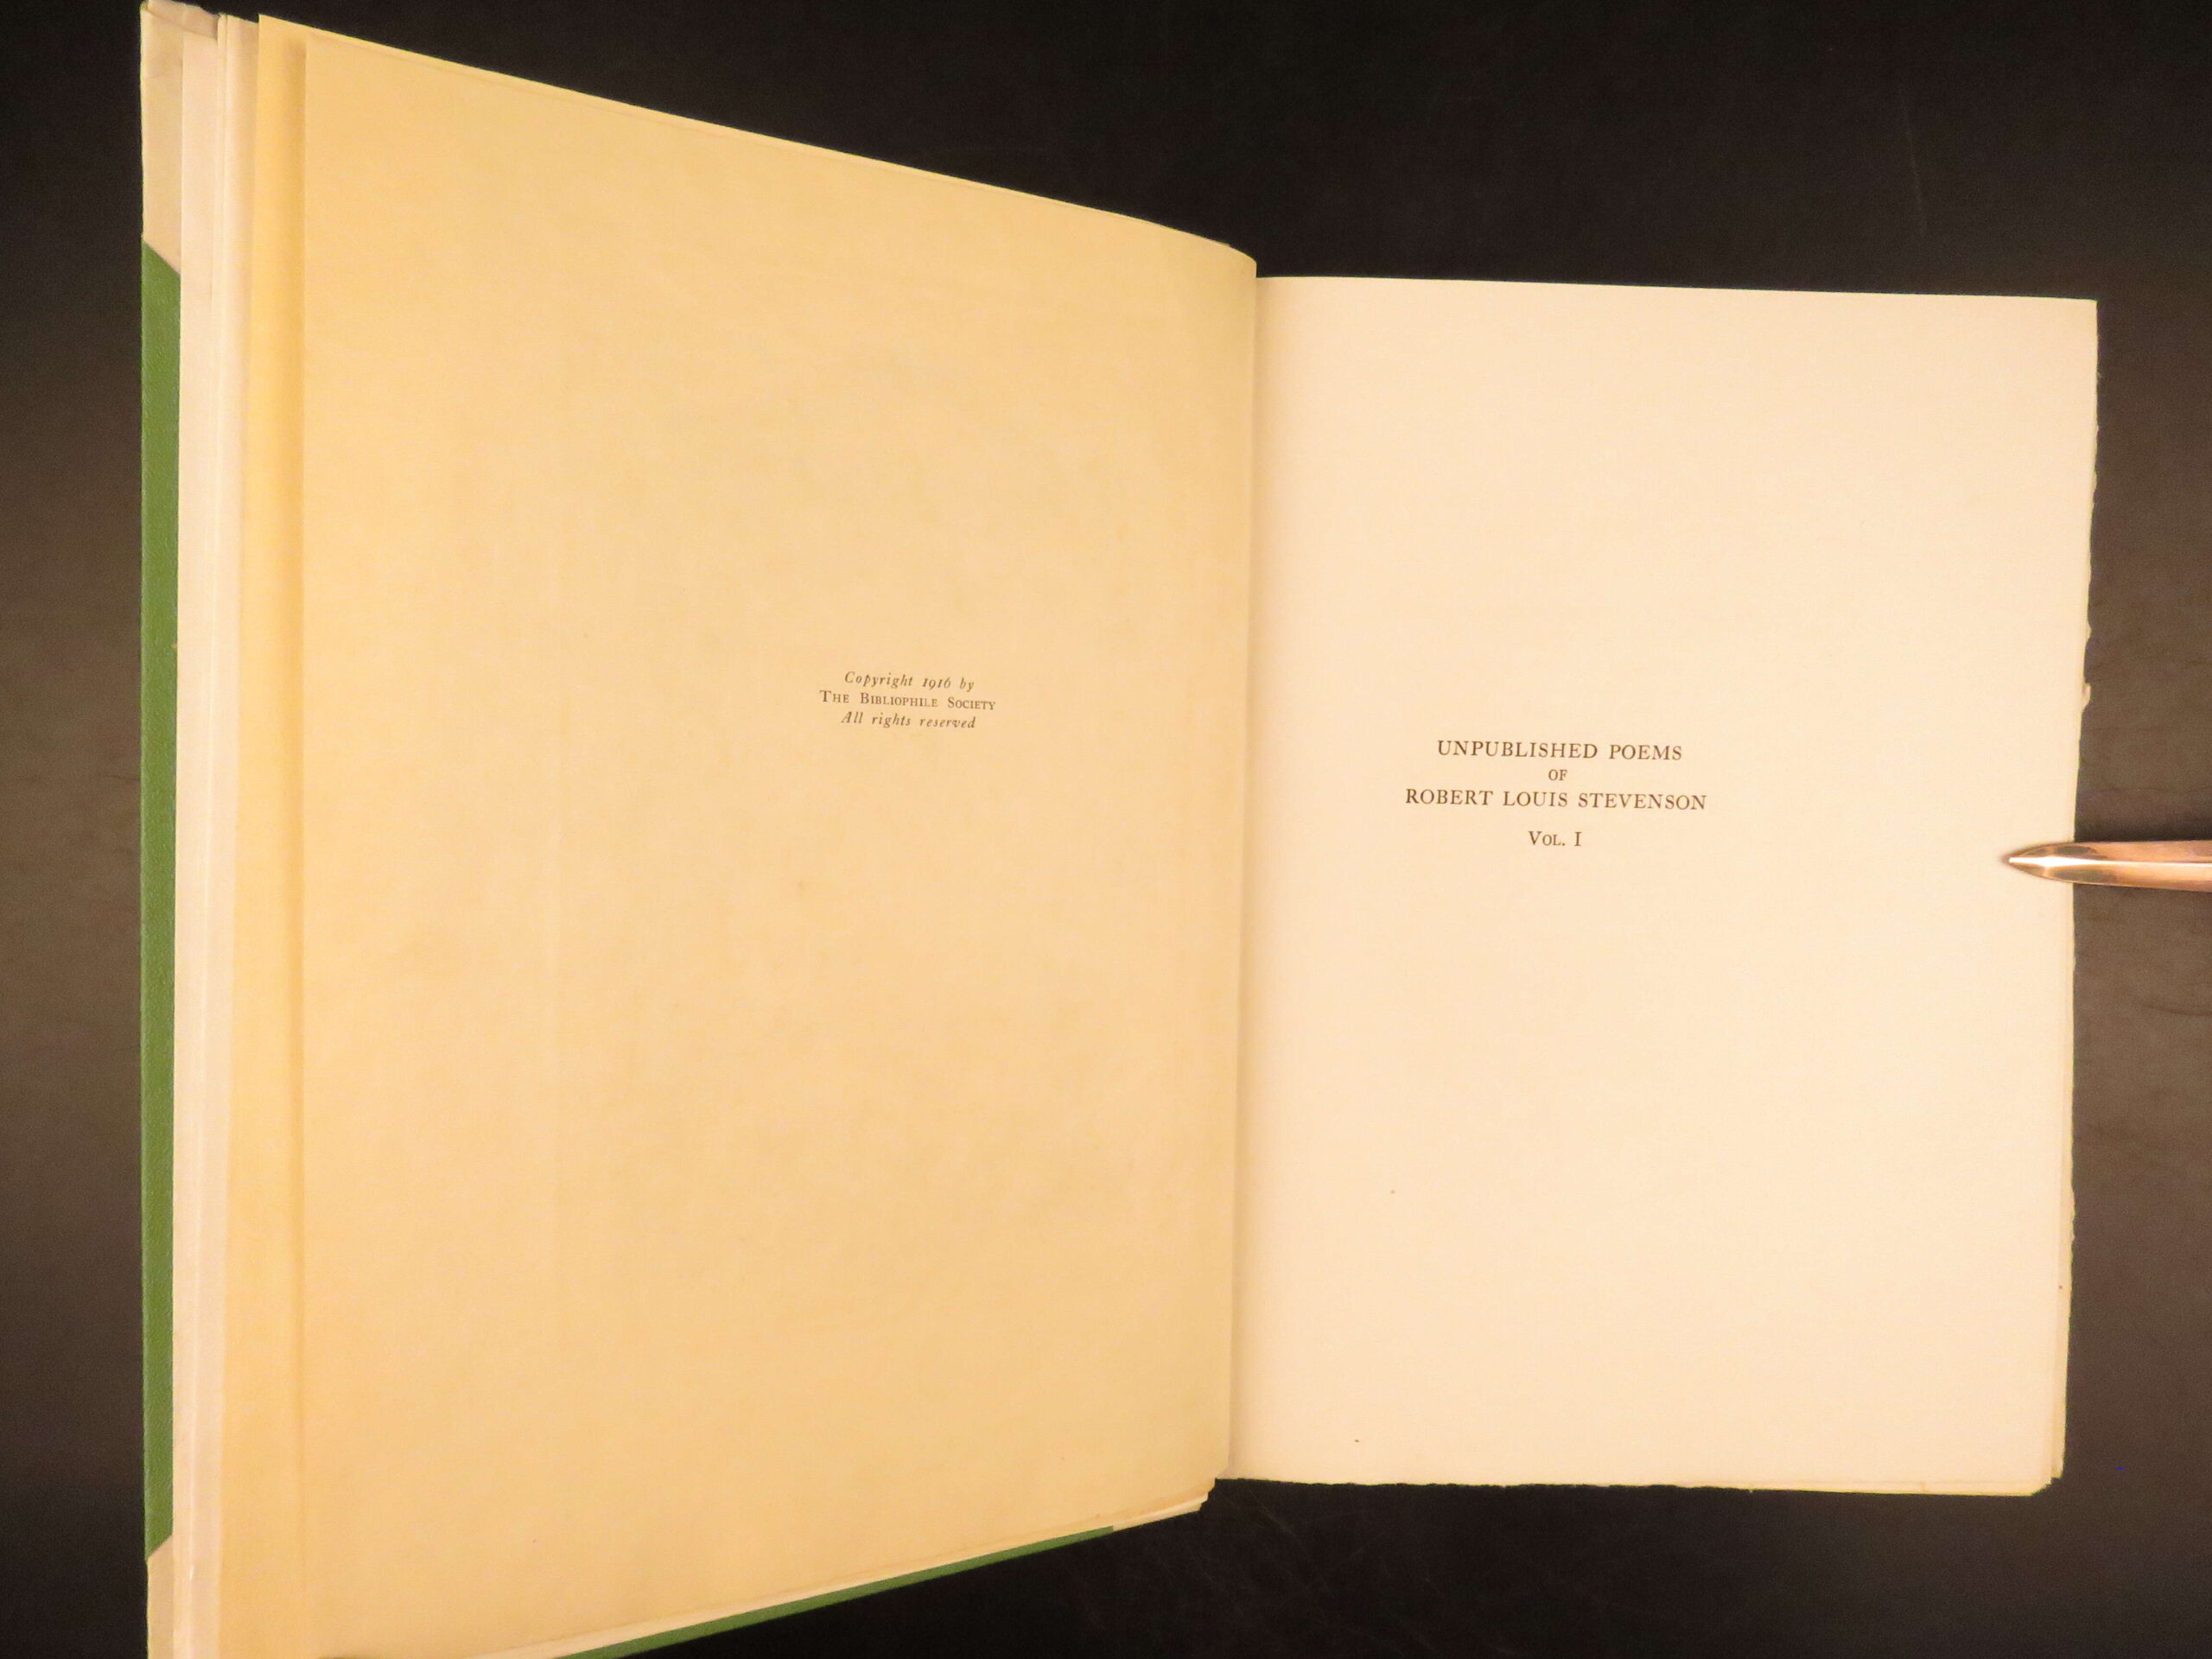 Copyright 1916 by
The Bibliophile Society
All rights reserved
UNPUBLISHED POEMS
OF
ROBERT LOUIS STEVENSON
Vol. I